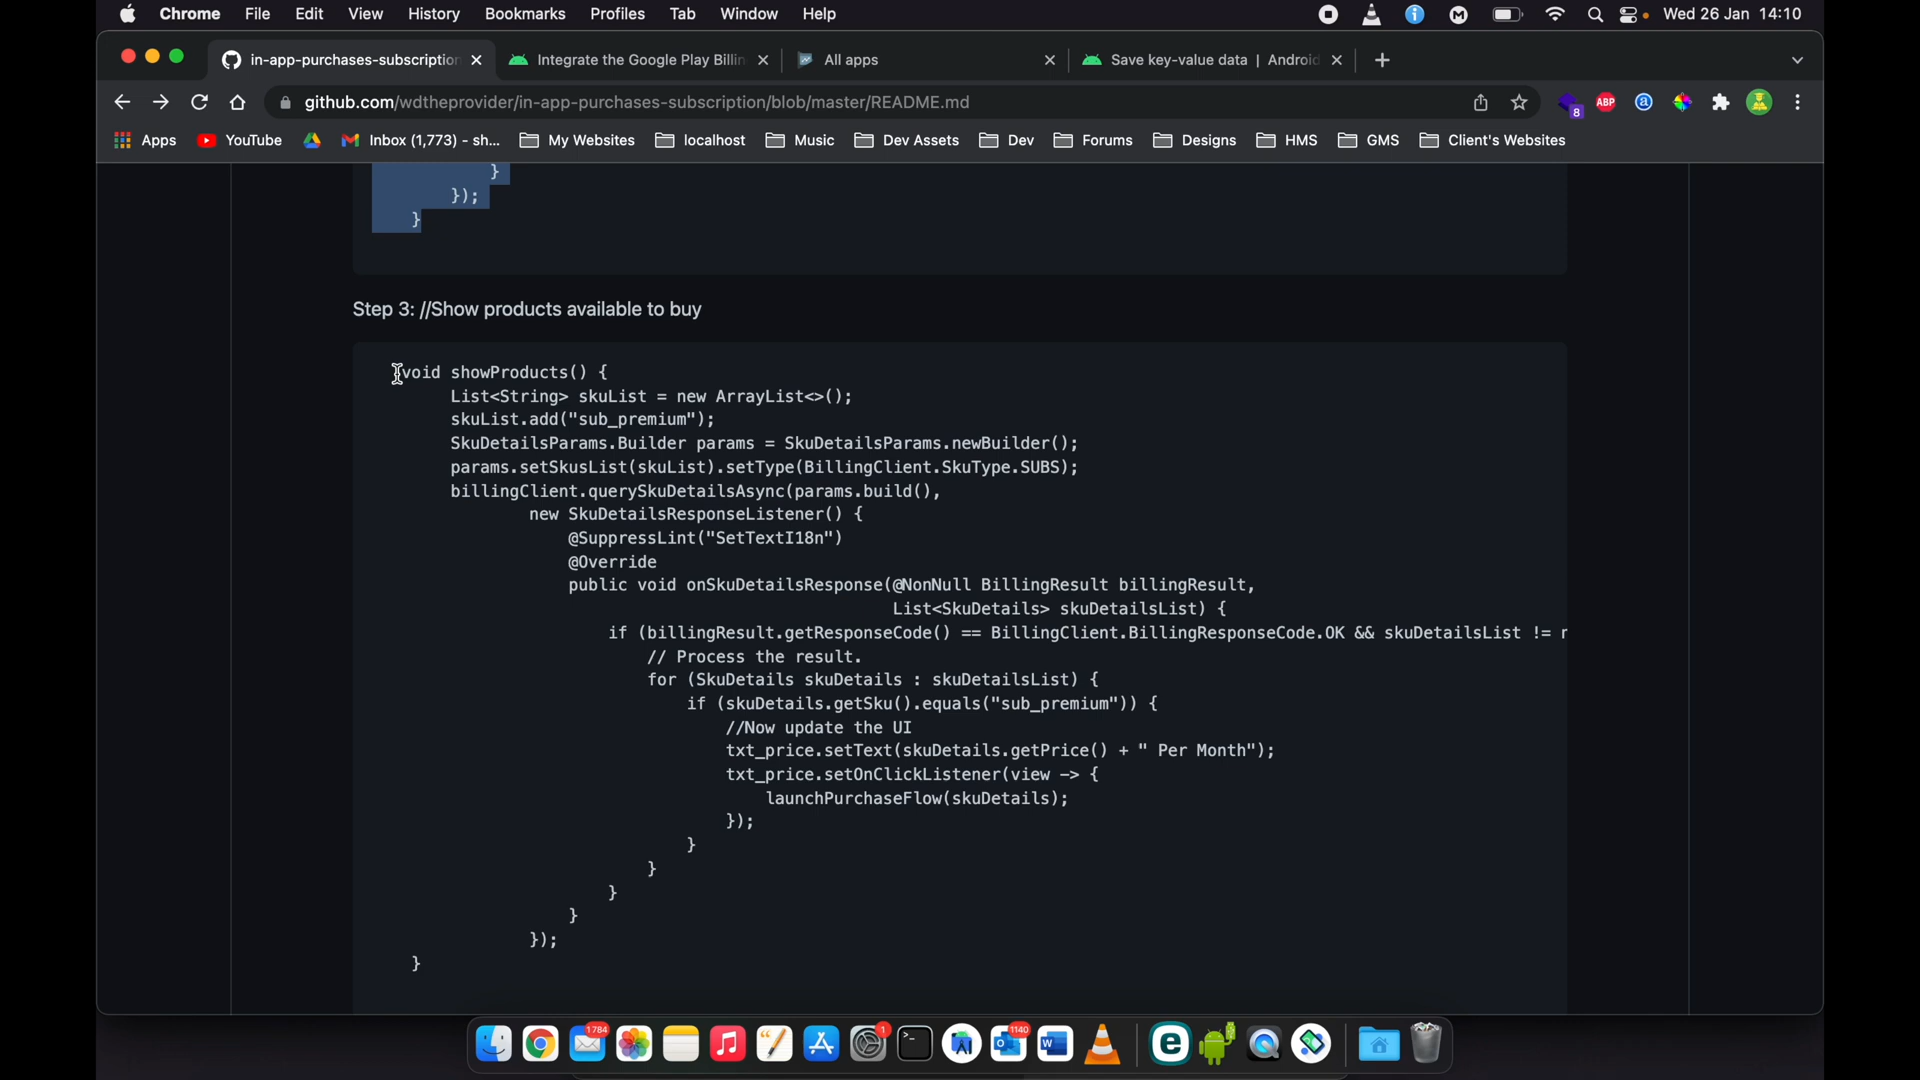 Chrome File Edit View History Bookmarks Profiles Tab Window Help Wed 26 Jan 14:10
in-app-purchases-subscription Integrate the Google Play Billin All apps Save key-value data | Android
github.com/wdtheprovider/in-app-purchases-subscription/blob/master/README.md 8 ABP
Apps YouTube Inbox (1,773) - sh... My Websites localhost Music Dev Assets Dev Forums Designs HMS GMS Client's Websites
}
});
}
Step 3: //Show products available to buy
void showProducts() {
List<String> skuList = new ArrayList<>();
skuList.add("sub_premium");
SkuDetailsParams.Builder params = SkuDetailsParams.newBuilder();
params.setSkusList(skuList).setType(BillingClient.SkuType.SUBS);
billingClient.querySkuDetailsAsync(params.build(),
new SkuDetailsResponseListener() {
@SuppressLint("SetTextI18n")
@Override
public void onSkuDetailsResponse(@NonNull BillingResult billingResult,
List<SkuDetails> skuDetailsList) {
if (billingResult.getResponseCode() == BillingClient.BillingResponseCode.OK && skuDetailsList != n
// Process the result.
for (SkuDetails skuDetails : skuDetailsList) {
if (skuDetails.getSku().equals("sub_premium")) {
//Now update the UI
txt_price.setText(skuDetails.getPrice() + " Per Month");
txt_price.setOnClickListener(view -> {
launchPurchaseFlow(skuDetails);
});
}
}
}
}
});
}
1784 1 1140